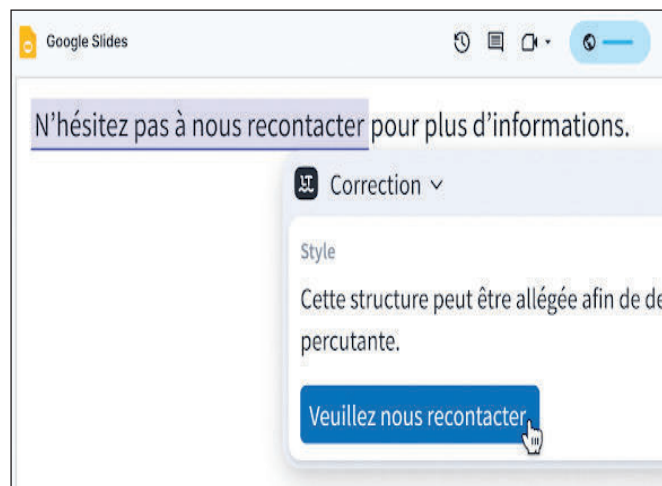 Google Slides
N’hésitez pas à nous recontacter pour plus d’informations.
Correction
Style
Cette structure peut être allégée afin de
percutante.
Veuillez nous recontacter